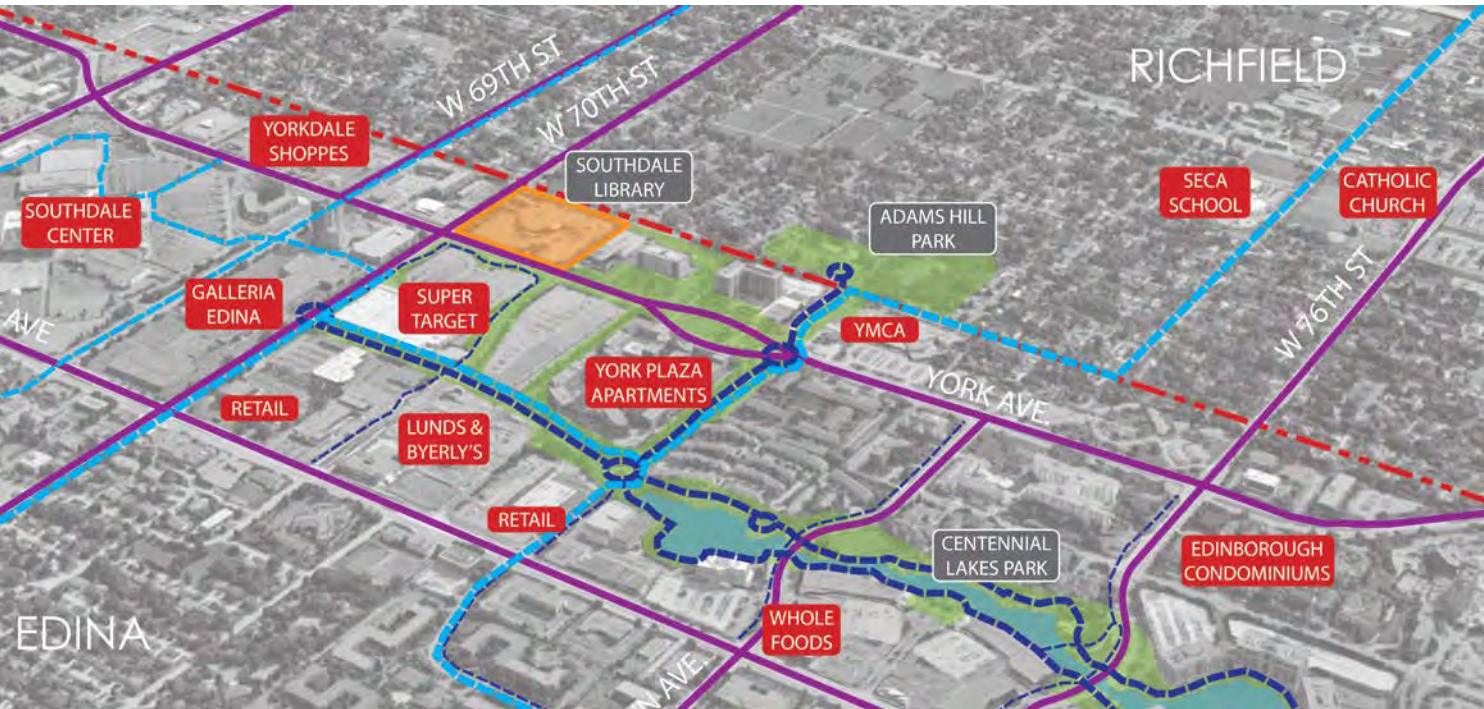 RICHFIELD
W 69TH ST
W 70TH ST
YORKDALE
SHOPPES
SOUTHDALE
LIBRARY
SECA
SCHOOL
CATHOLIC
CHURCH
SOUTHDALE
CENTER
ADAMS HILL
PARK
W 76TH ST
GALLERIA
EDINA
SUPER
TARGET
AVE
YMCA
YORK PLAZA
APARTMENTS
YORK AVE.
RETAIL
LUNDS &
BYERLY'S
RETAIL
CENTENNIAL
LAKES PARK
EDINBOROUGH
CONDOMINIUMS
EDINA
WHOLE
FOODS
N AVE.